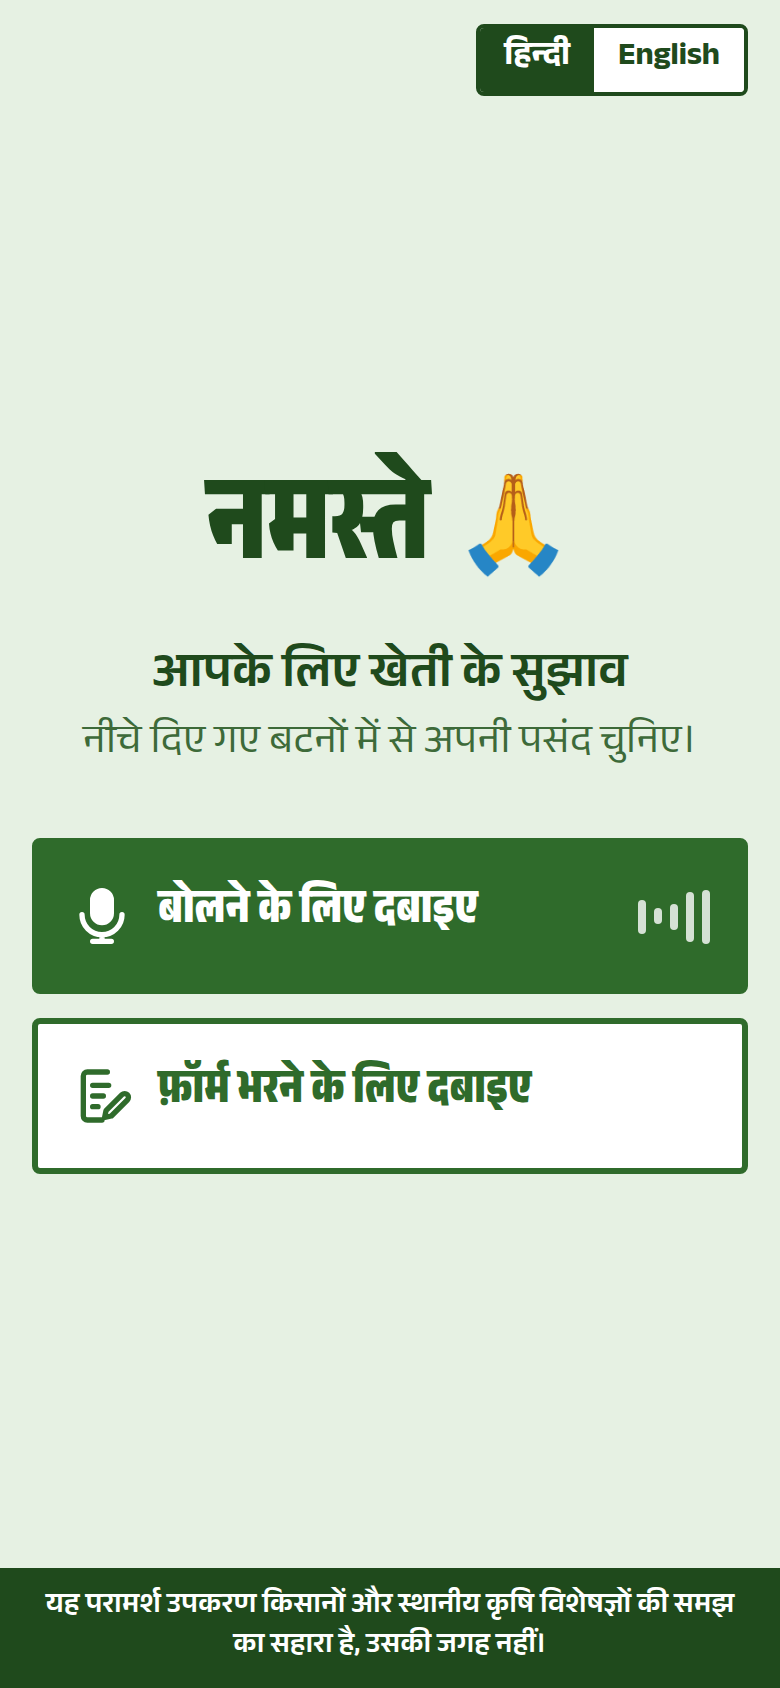 हिन्दी English
नमस्ते 🙏
आपके लिए खेती के सुझाव
नीचे दिए गए बटनों में से अपनी पसंद चुनिए।
बोलने के लिए दबाइए
फ़ॉर्म भरने के लिए दबाइए
यह परामर्श उपकरण किसानों और स्थानीय कृषि विशेषज्ञों की समझ
का सहारा है, उसकी जगह नहीं।